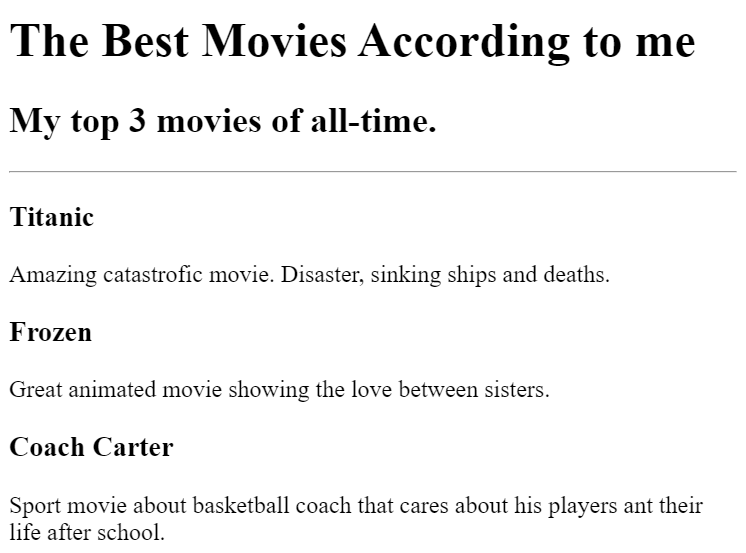 The Best Movies According to me
My top 3 movies of all-time.
Titanic
Amazing catastrofic movie. Disaster, sinking ships and deaths.
Frozen
Great animated movie showing the love between sisters.
Coach Carter
Sport movie about basketball coach that cares about his players ant their
life after school.